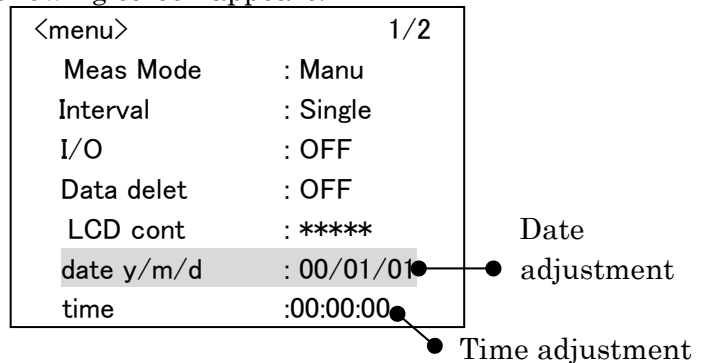 <menu> 1/2
Meas Mode : Manu
Interval : Single
I/O : OFF
Data delet : OFF
LCD cont : *****
date y/m/d : 00/01/01
time :00:00:00
Date
adjustment
Time adjustment